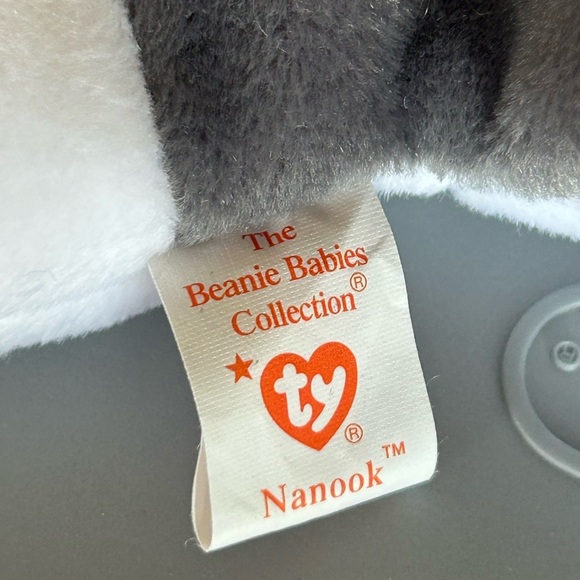 The
Beanie Babies
Collection®
ty®
Nanook™